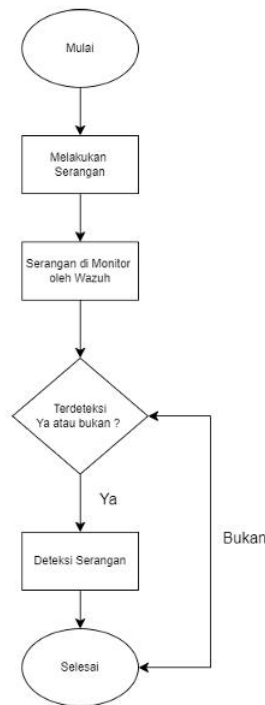 Mulai
Melakukan
Serangan
Serangan di Monitor
oleh Wazuh
Terdeteksi
Ya atau bukan ?
Ya
Bukan
Deteksi Serangan
Selesai